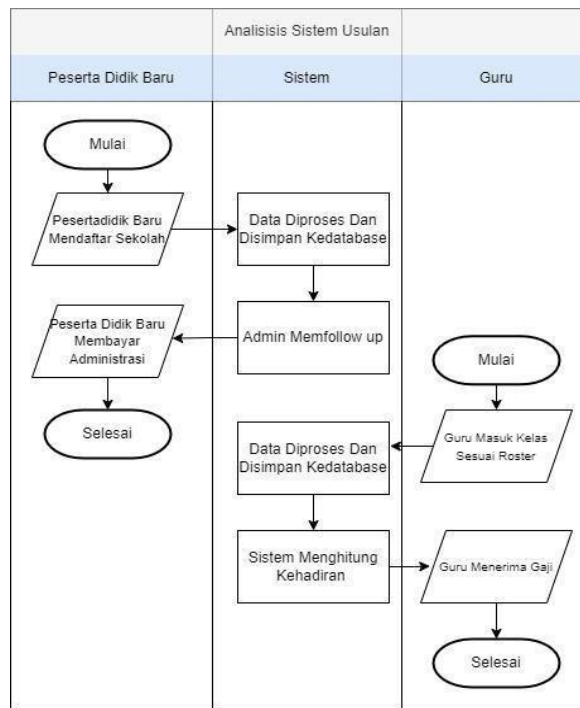 Analisisis Sistem Usulan
Peserta Didik Baru
Sistem
Guru
Mulai
Pesertadidik Baru
Mendaftar Sekolah
Data Diproses Dan
Disimpan Kedatabase
Admin Memfollow up
Peserta Didik Baru
Membayar
Administrasi
Selesai
Mulai
Guru Masuk Kelas
Sesuai Roster
Data Diproses Dan
Disimpan Kedatabase
Sistem Menghitung
Kehadiran
Guru Menerima Gaji
Selesai